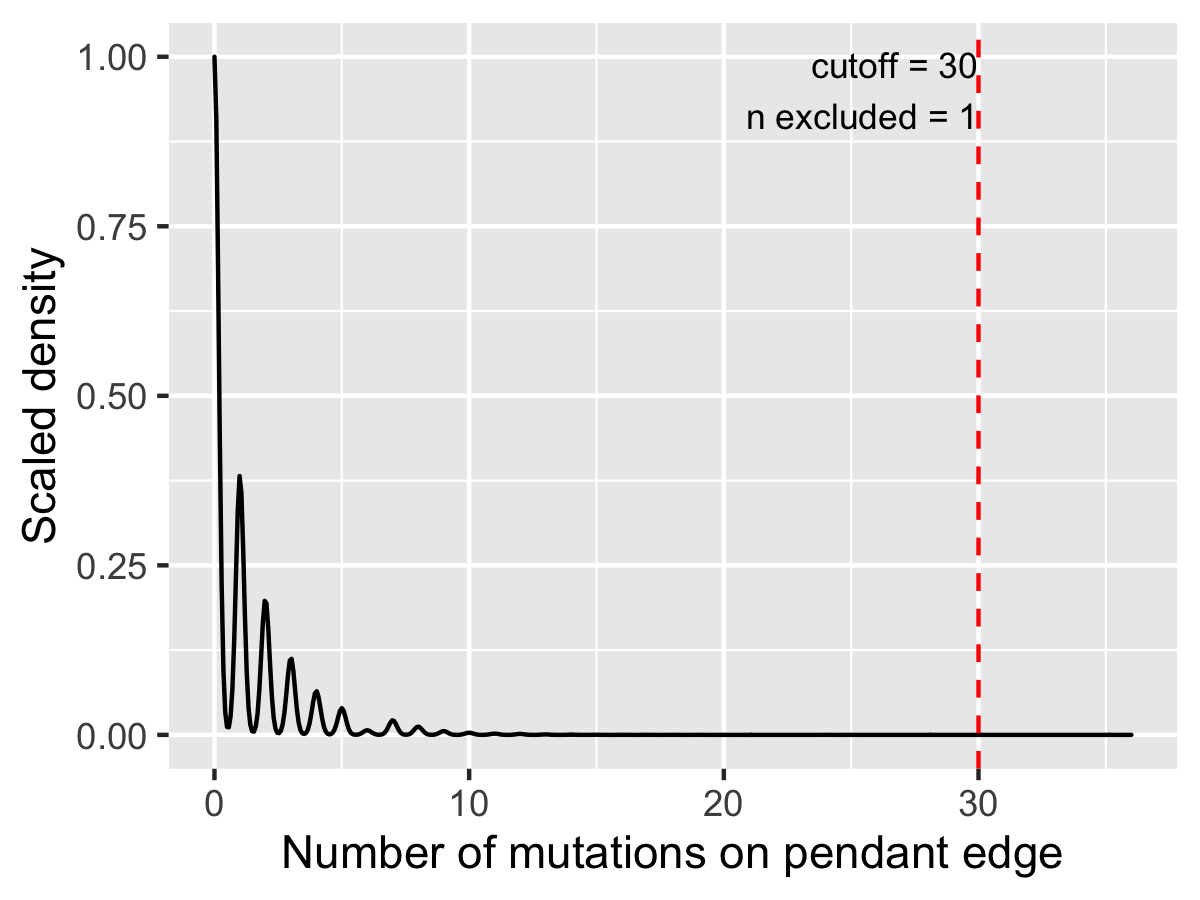 1.00
cutoff = 30
n excluded = 1
0.75
0.50
0.25
0.00
Scaled density
0
10
20
30
Number of mutations on pendant edge